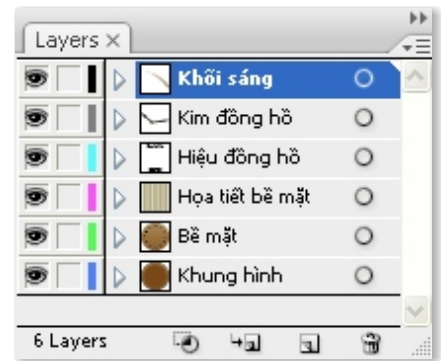 Layers
Khối sáng
Kim đồng hồ
Hiệu đồng hồ
Họa tiết bề mặt
Bề mặt
Khung hình
6 Layers